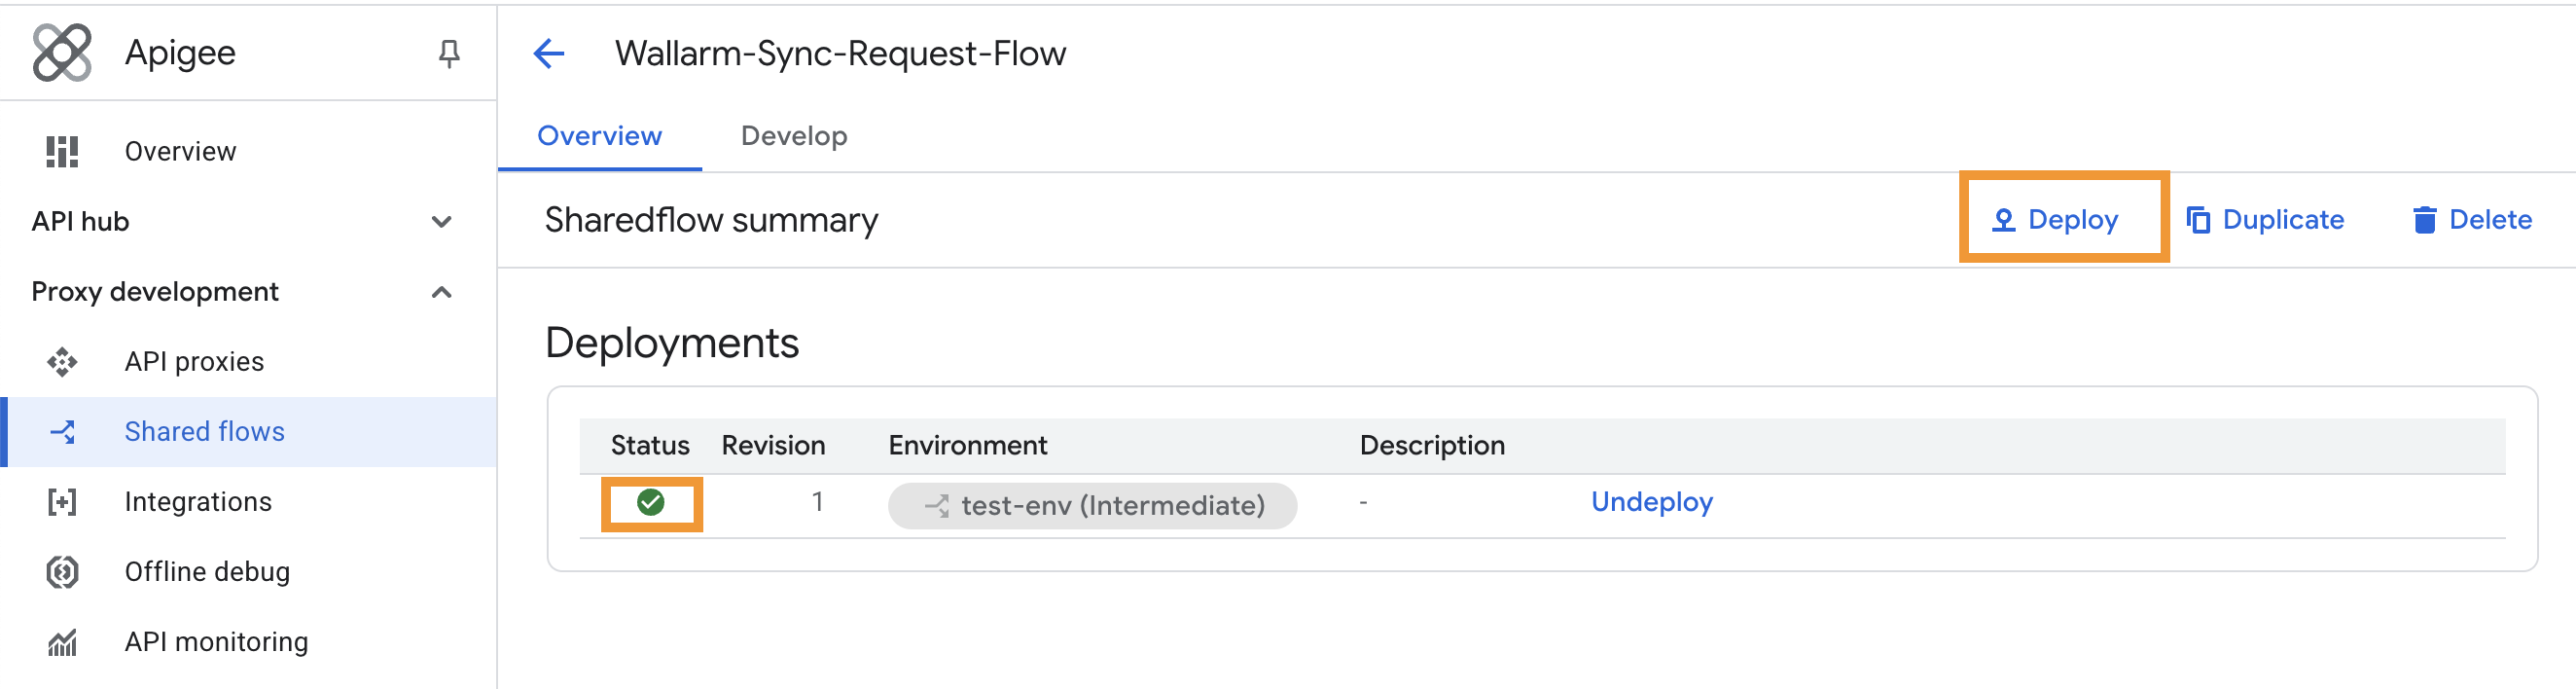 Apigee
Overview
API hub
Proxy development
API proxies
Shared flows
Integrations
Offline debug
API monitoring
Wallarm-Sync-Request-Flow
Overview Develop
Sharedflow summary
Deploy Duplicate Delete
Deployments
Status Revision Environment Description
1 test-env (Intermediate) - Undeploy